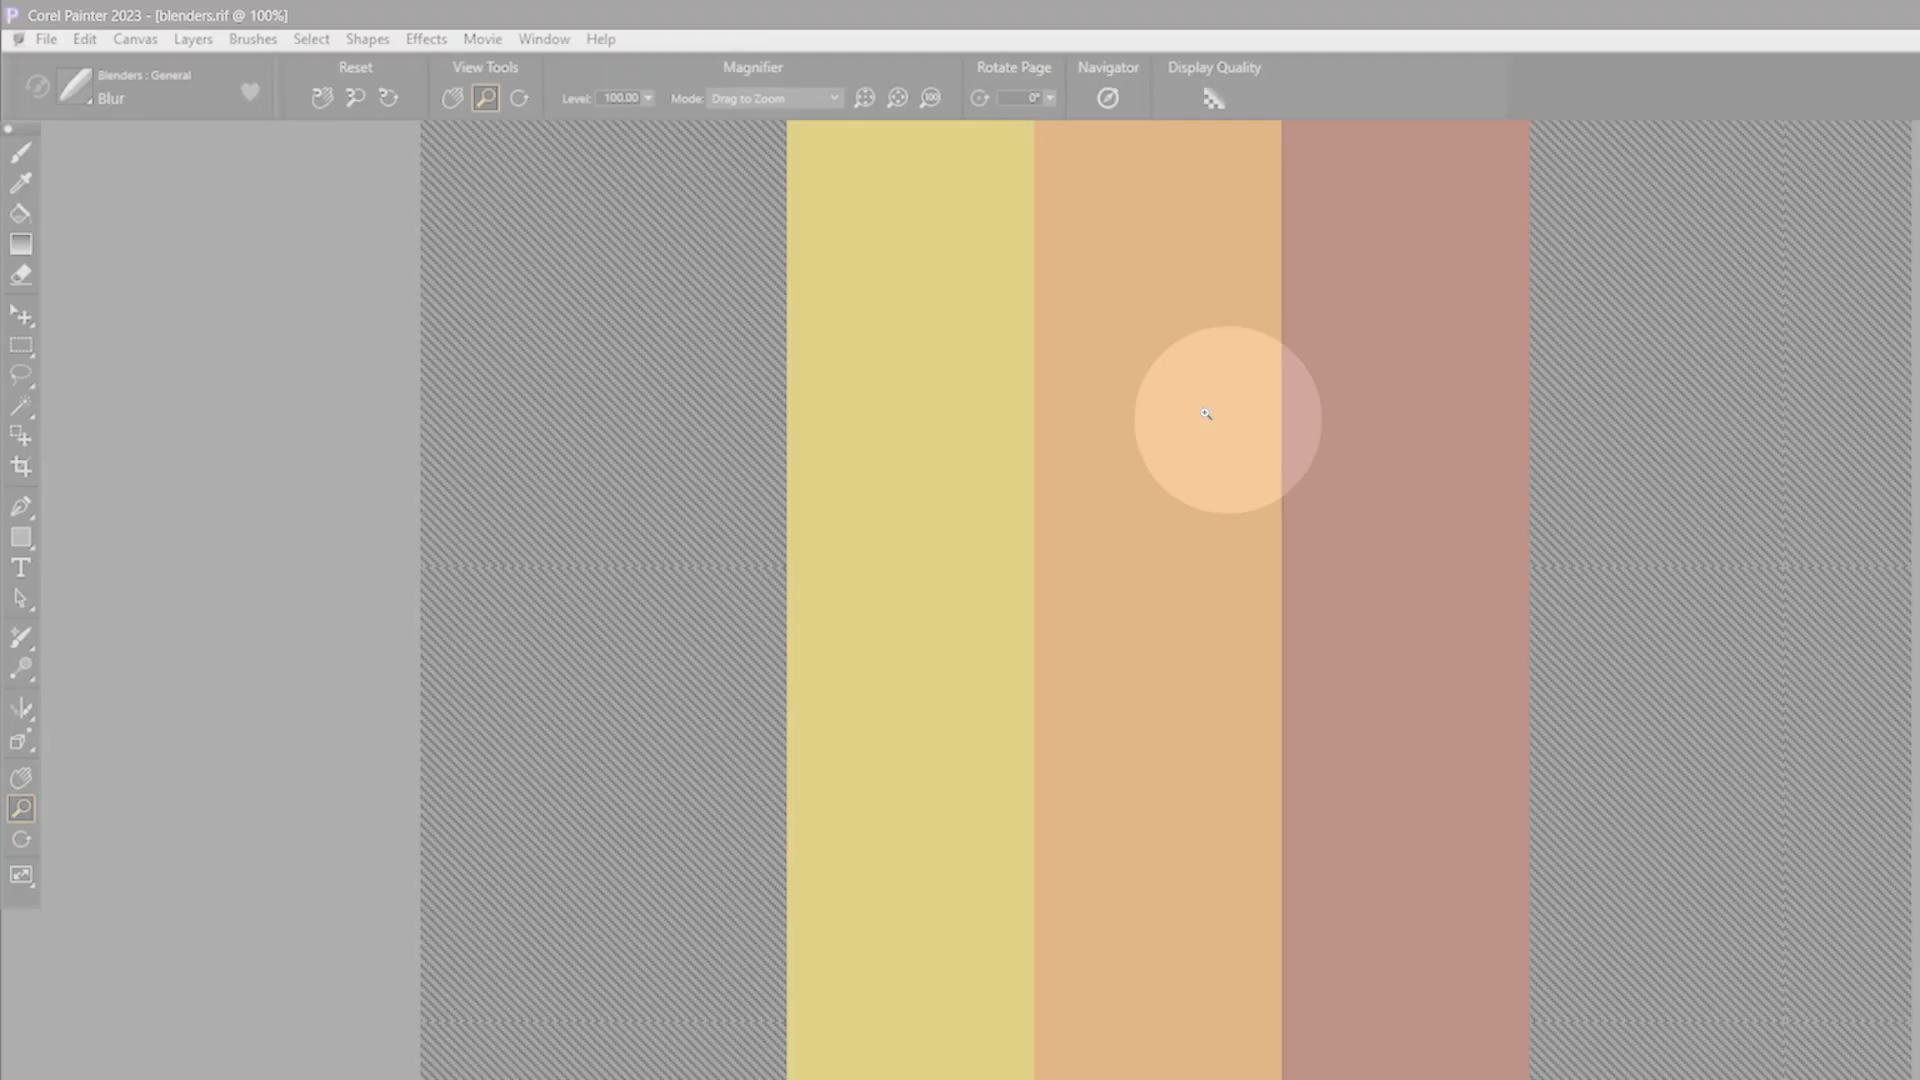 Corel Painter 2023 - [blenders.rif @ 100%]
File Edit Canvas Layers Brushes Select Shapes Effects Movie Window Help
Blenders : General
Blur
Reset
View Tools
Magnifier
Rotate Page
Navigator
Display Quality
Level: 100.00
Mode: Drag to Zoom
100
0°
T